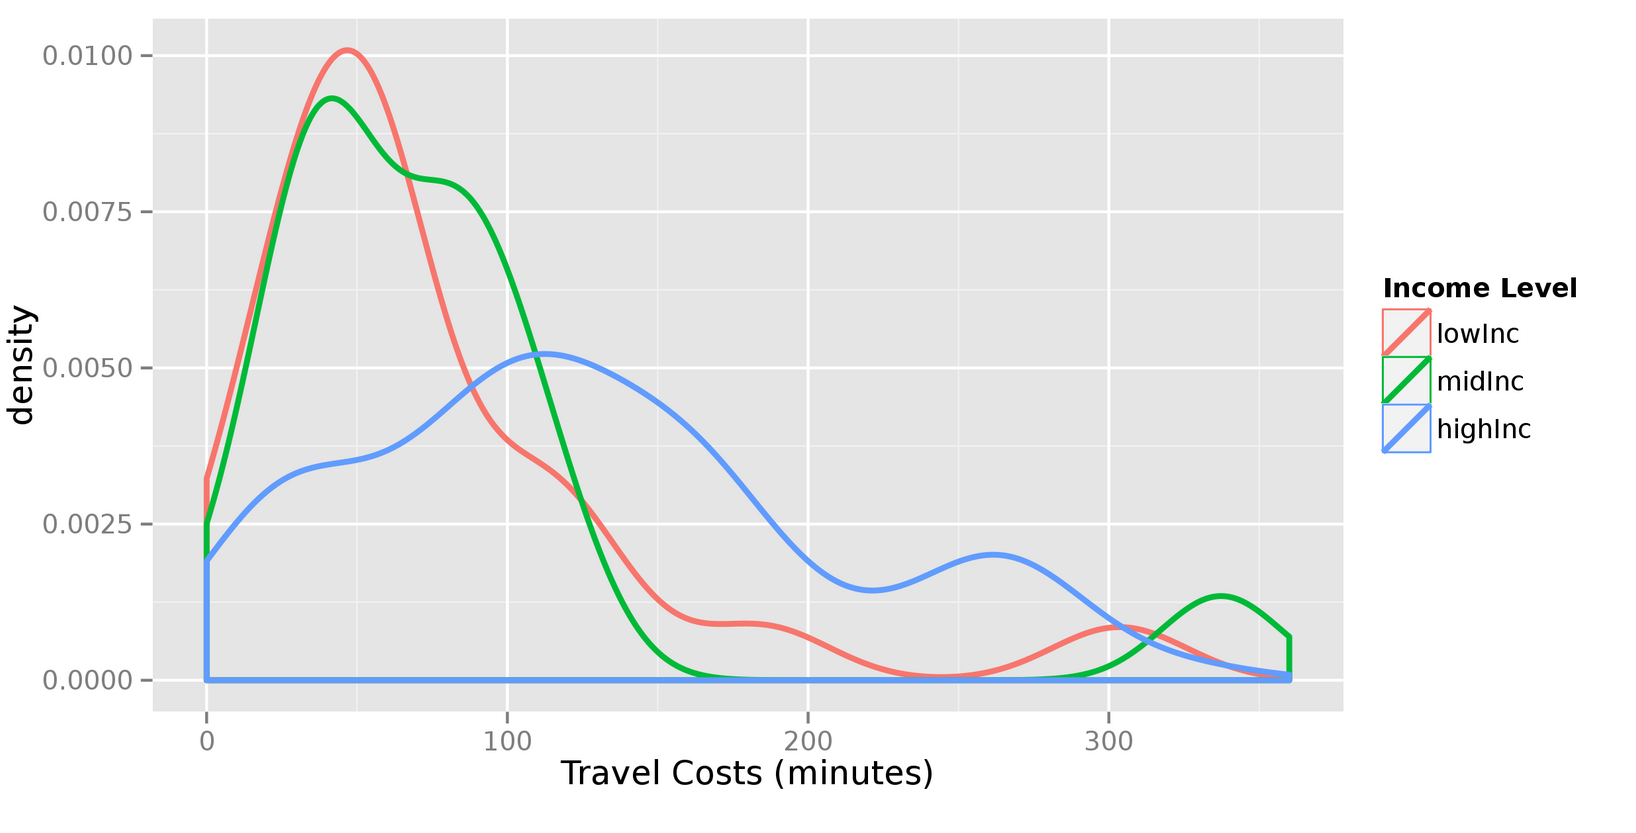 0.0100
0.0075
0.0050
0.0025
0.0000
density
0
100
200
300
Travel Costs (minutes)
Income Level
lowInc
midInc
highInc